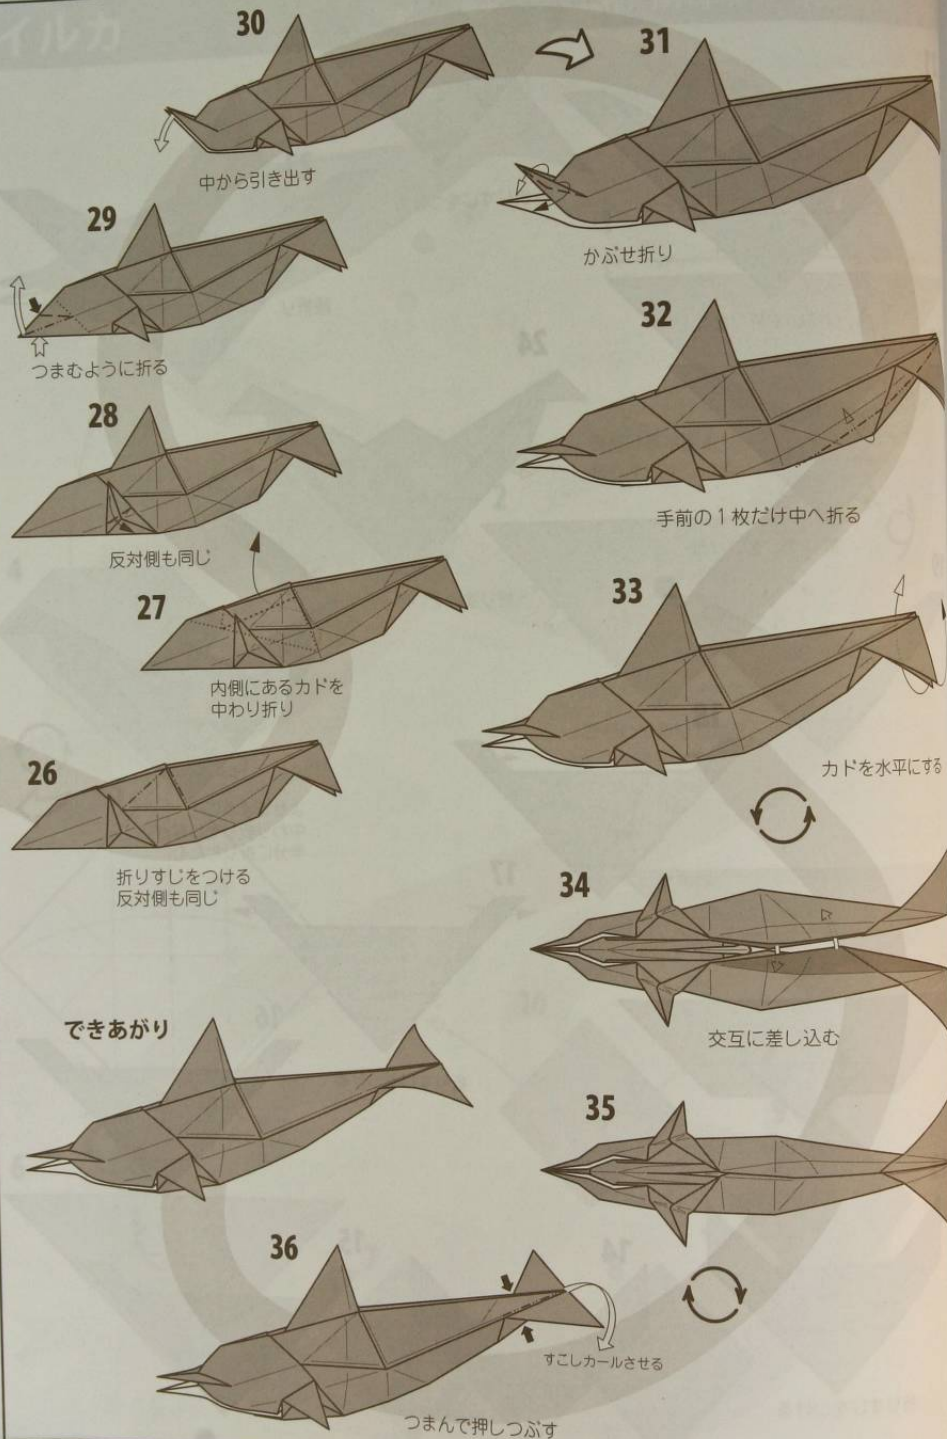 イルカ
26
折りすじをつける
反対側も同じ
27
内側にあるカドを
中わり折り
28
反対側も同じ
29
つまむように折る
30
中から引き出す
31
かぶせ折り
32
手前の1枚だけ中へ折る
33
カドを水平にする
34
交互に差し込む
35
36
すこしカールさせる
つまんで押しつぶす
できあがり
24
17
16
15
14